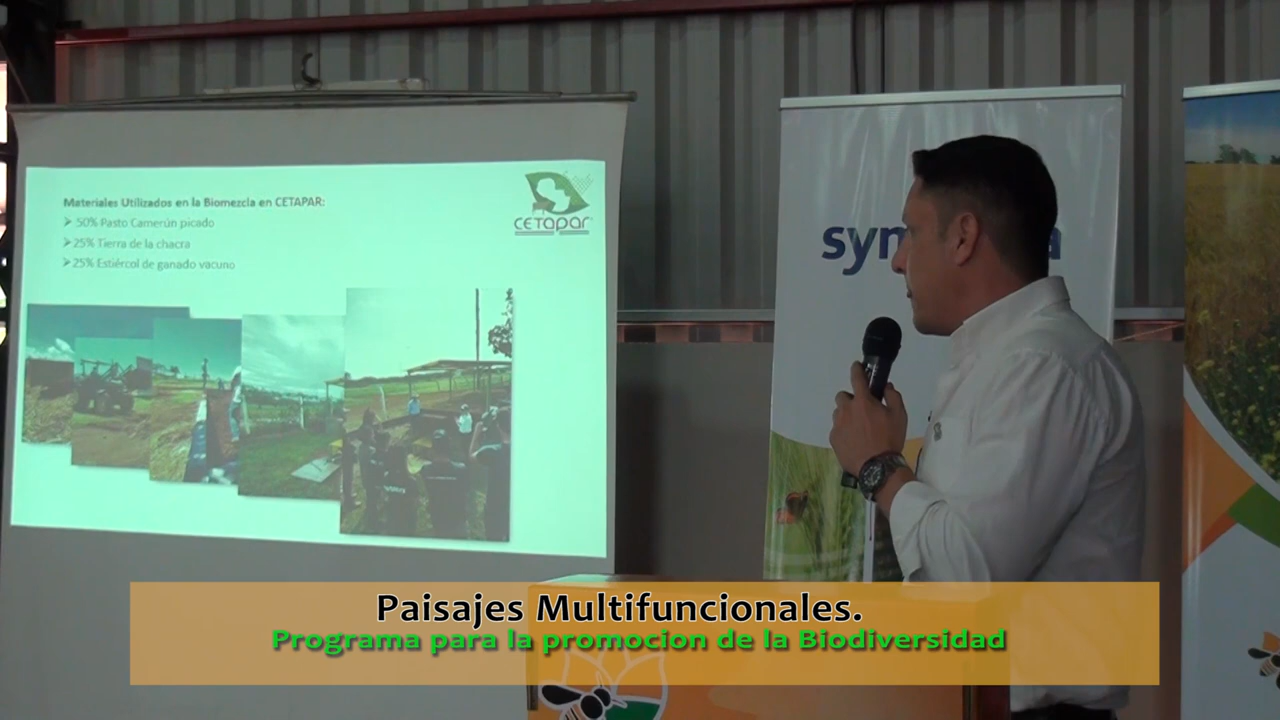 Materiales Utilizados en la Biomezcla en CETAPAR:
➤ 50% Pasto Camerún picado
➤ 25% Tierra de la chacra
➤ 25% Estiércol de ganado vacuno
CETAPAR
Paisajes Multifuncionales.
Programa para la promocion de la Biodiversidad